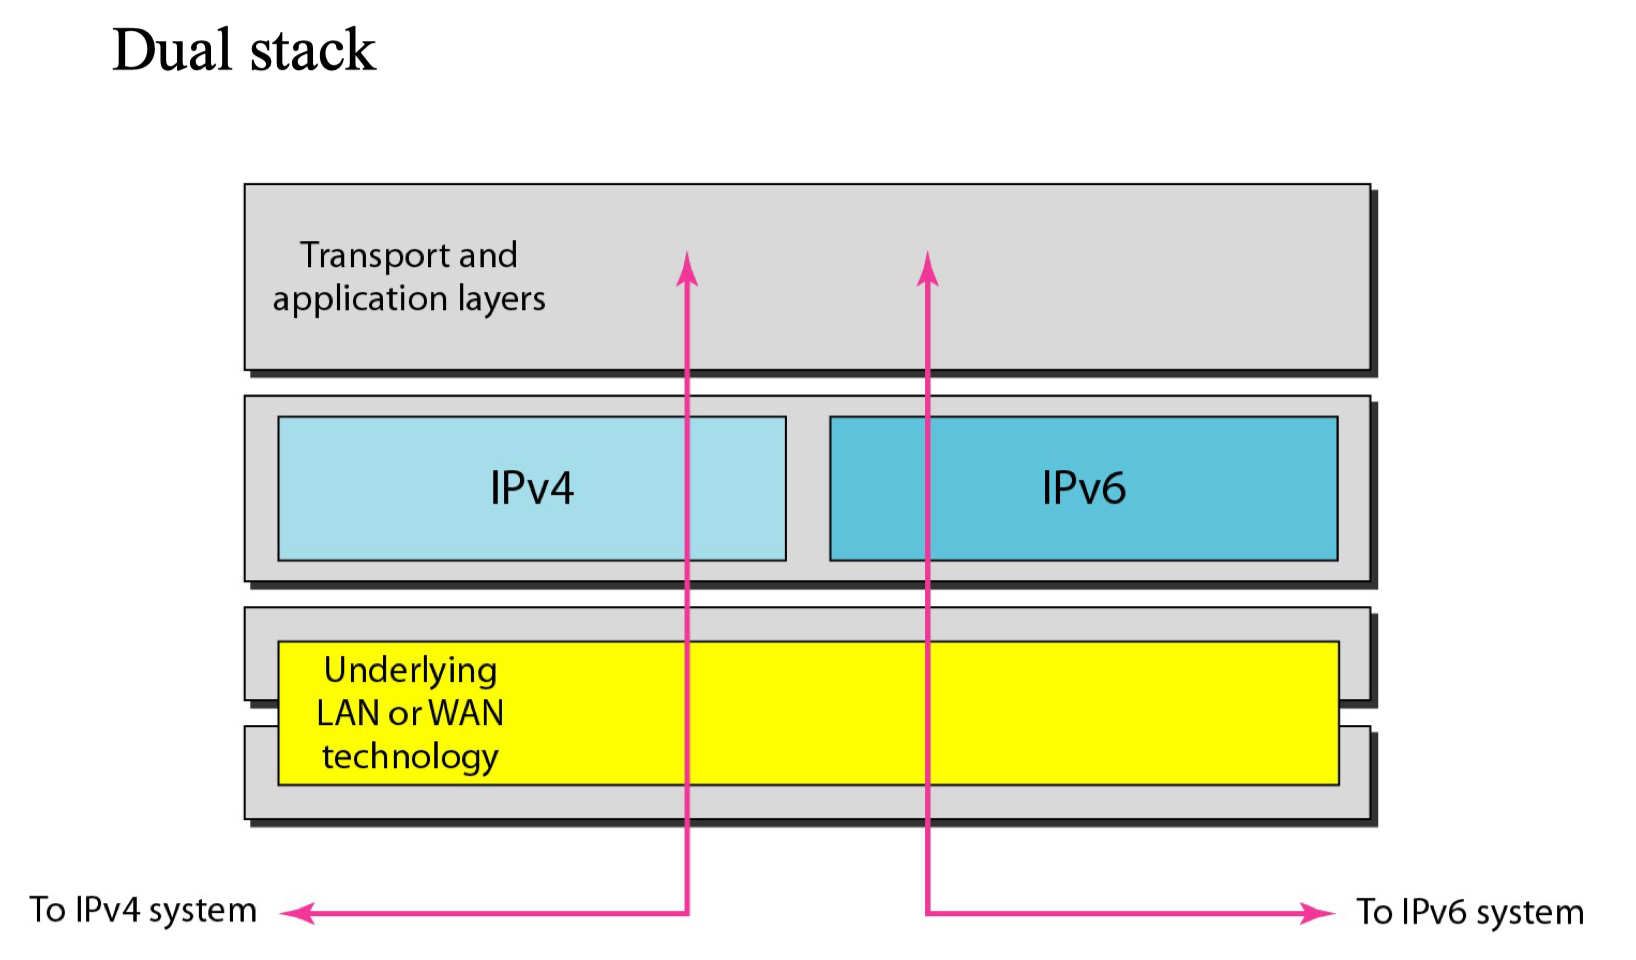 Dual stack
Transport and
application layers
IPv4
IPv6
Underlying
LAN or WAN
technology
To IPv4 system
To IPv6 system